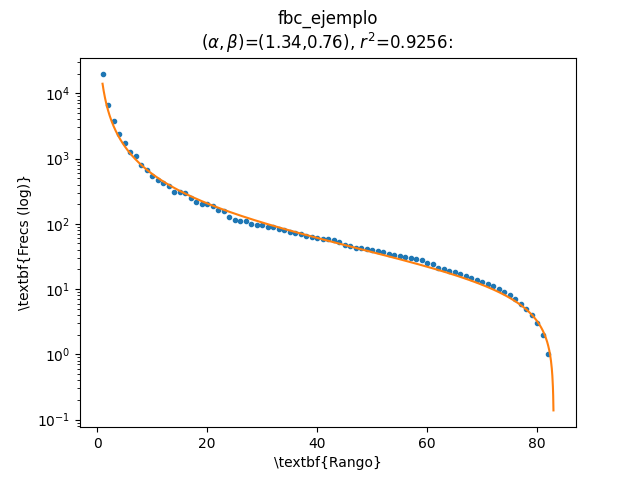 fbc_ejemplo
(α,β)=(1.34,0.76), r²=0.9256:
\textbf{Frecs (log)}
10⁴
10³
10²
10¹
10⁰
10⁻¹
0 20 40 60 80
\textbf{Rango}